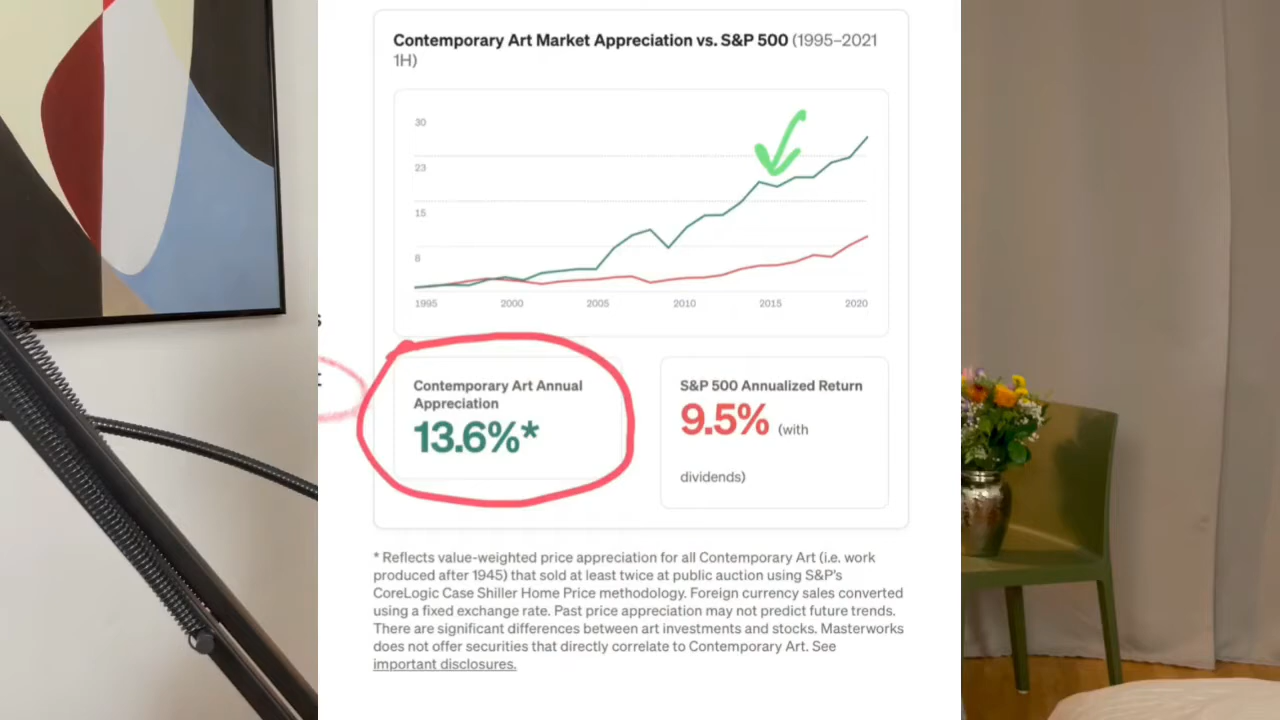 Contemporary Art Market Appreciation vs. S&P 500 (1995–2021
1H)
30
23
15
8
1995 2000 2005 2010 2015 2020
Contemporary Art Annual
Appreciation
13.6%*
S&P 500 Annualized Return
9.5% (with
dividends)
* Reflects value-weighted price appreciation for all Contemporary Art (i.e. work
produced after 1945) that sold at least twice at public auction using S&P's
CoreLogic Case Shiller Home Price methodology. Foreign currency sales converted
using a fixed exchange rate. Past price appreciation may not predict future trends.
There are significant differences between art investments and stocks. Masterworks
does not offer securities that directly correlate to Contemporary Art. See
important disclosures.